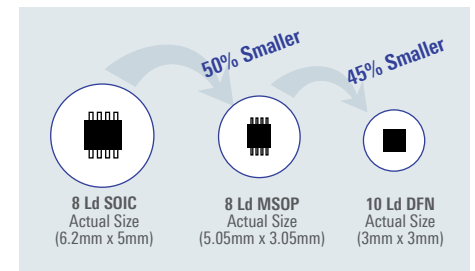 50% Smaller
45% Smaller
8 Ld SOIC
Actual Size
(6.2mm x 5mm)
8 Ld MSOP
Actual Size
(5.05mm x 3.05mm)
10 Ld DFN
Actual Size
(3mm x 3mm)